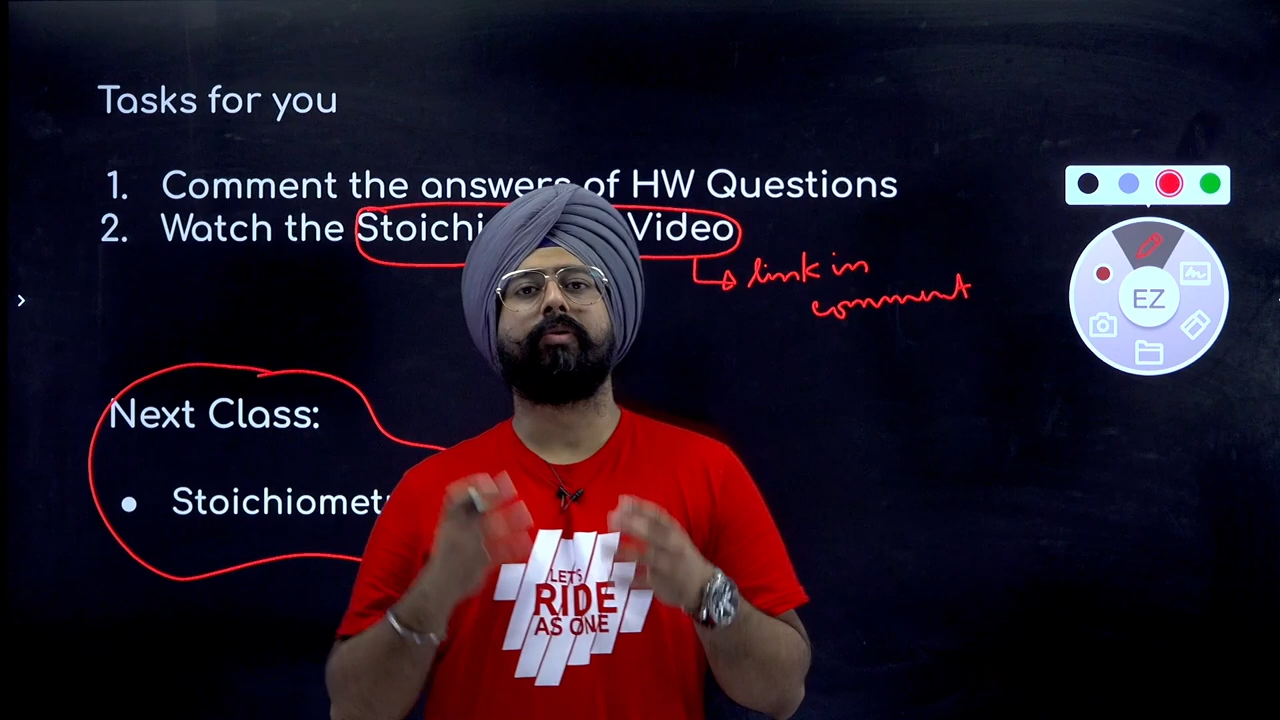 Tasks for you
1. Comment the answers of HW Questions
2. Watch the Stoichi Video
link in
comment
EZ
Next Class:
• Stoichiomet
LET'S
RIDE
AS ONE